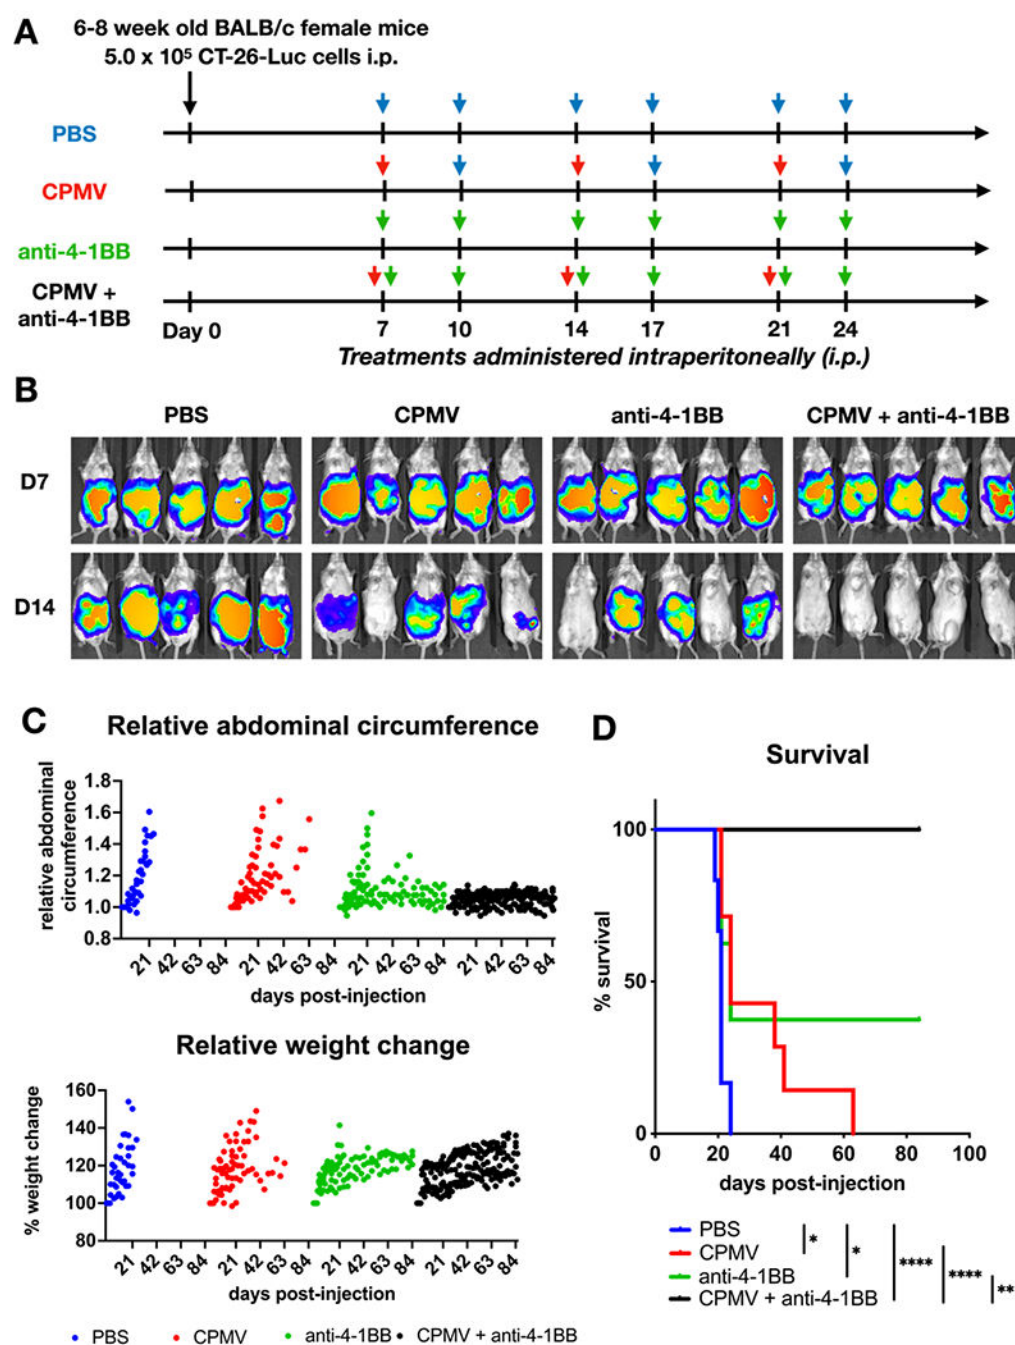 A
6-8 week old BALB/c female mice
5.0 x 10⁵ CT-26-Luc cells i.p.
PBS
CPMV
anti-4-1BB
CPMV +
anti-4-1BB
Day 0 7 10 14 17 21 24
Treatments administered intraperitoneally (i.p.)
B
PBS CPMV anti-4-1BB CPMV + anti-4-1BB
D7
D14
C
Relative abdominal circumference
relative abdominal
circumference
1.8
1.6
1.4
1.2
1.0
0.8
21 42 63 84 21 42 63 84 21 42 63 84 21 42 63 84
days post-injection
Relative weight change
% weight change
160
140
120
100
80
21 42 63 84 21 42 63 84 21 42 63 84 21 42 63 84
days post-injection
PBS CPMV anti-4-1BB CPMV + anti-4-1BB
D
Survival
% survival
100
50
0
0 20 40 60 80 100
days post-injection
PBS
CPMV
anti-4-1BB
CPMV + anti-4-1BB
*
*
****
****
**